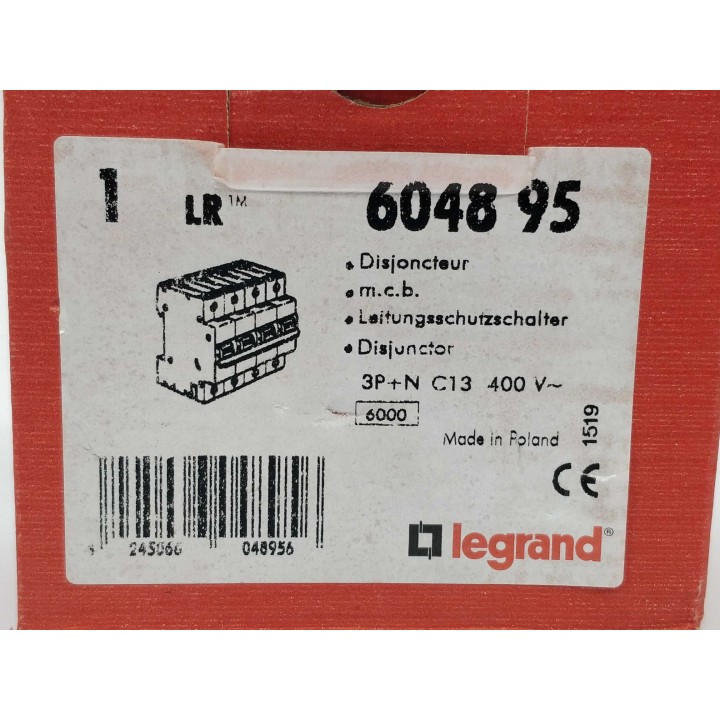 1 LR™ 6048 95
Disjoncteur
m.c.b.
Leitungsschutzschalter
Disjunctor
3P+N C13 400 V~
6000
1519
Made in Poland
CE
245066 048956
legrand®